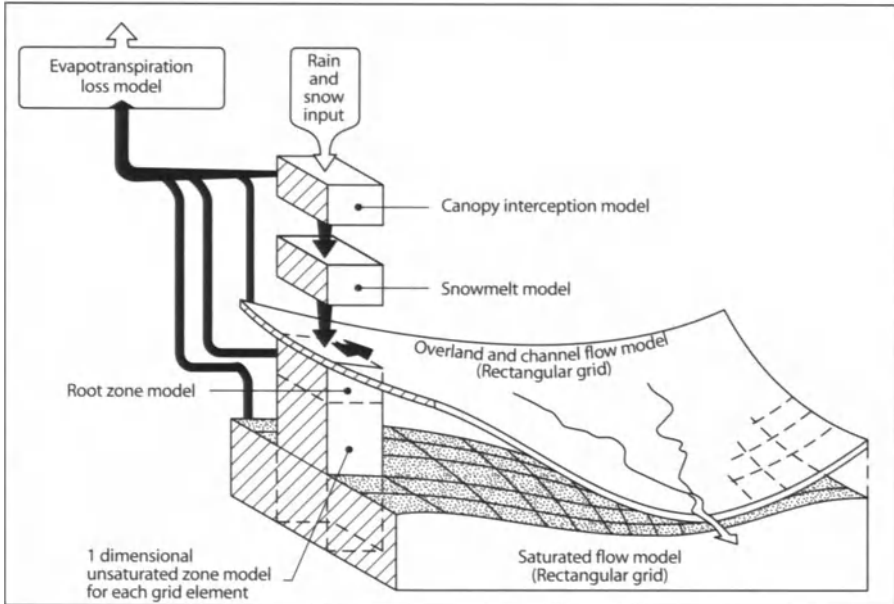 Evapotranspiration
loss model
Rain
and
snow
input
Canopy interception model
Snowmelt model
Overland and channel flow model
(Rectangular grid)
Root zone model
1 dimensional
unsaturated zone model
for each grid element
Saturated flow model
(Rectangular grid)